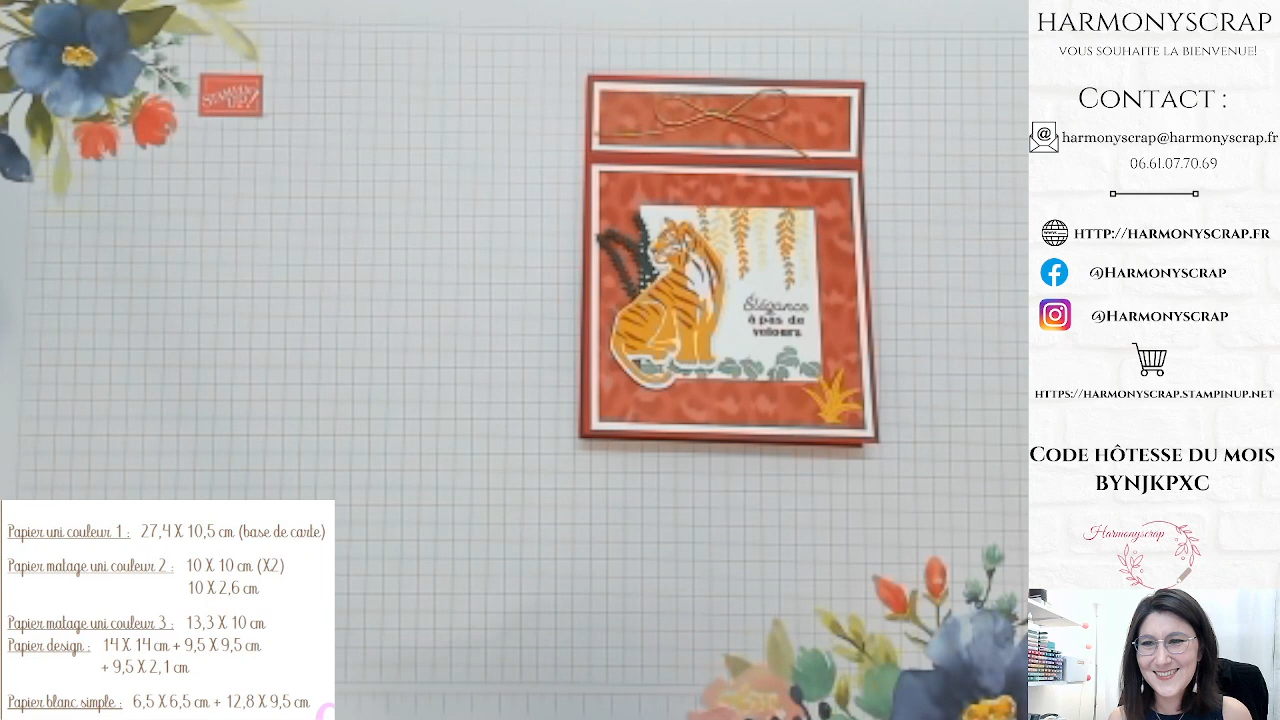 STAMPIN' UP!
Élégance
à pas de
velours
Papier uni couleur 1 : 27,4 X 10,5 cm (base de carte)
Papier matage uni couleur 2 : 10 X 10 cm (X2)
10 X 2,6 cm
Papier matage uni couleur 3 : 13,3 X 10 cm
Papier design : 14 X 14 cm + 9,5 X 9,5 cm
+ 9,5 X 2,1 cm
Papier blanc simple : 6,5 X 6,5 cm + 12,8 X 9,5 cm
HARMONYSCRAP
VOUS SOUHAITE LA BIENVENUE!
CONTACT :
harmonyscrap@harmonyscrap.fr
06.61.07.70.69
HTTP://HARMONYSCRAP.FR
@HARMONYSCRAP
@HARMONYSCRAP
HTTPS://HARMONYSCRAP.STAMPINUP.NET
CODE HÔTESSE DU MOIS
BYNJKPXC
Harmonyscrap